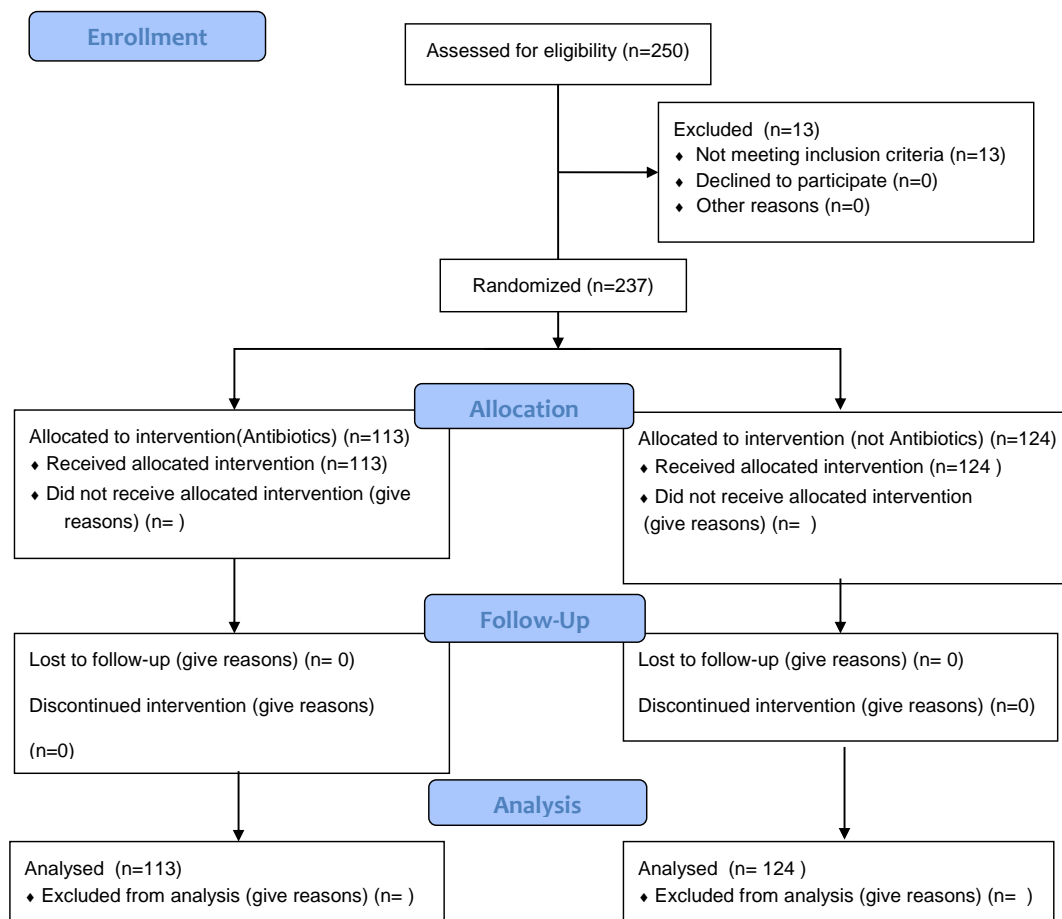 Enrollment
Assessed for eligibility (n=250)
Excluded (n=13)
♦ Not meeting inclusion criteria (n=13)
♦ Declined to participate (n=0)
♦ Other reasons (n=0)
Randomized (n=237)
Allocation
Allocated to intervention(Antibiotics) (n=113)
♦ Received allocated intervention (n=113)
♦ Did not receive allocated intervention (give
reasons) (n= )
Allocated to intervention (not Antibiotics) (n=124)
♦ Received allocated intervention (n=124 )
♦ Did not receive allocated intervention
(give reasons) (n=  )
Follow-Up
Lost to follow-up (give reasons) (n= 0)
Discontinued intervention (give reasons)
(n=0)
Lost to follow-up (give reasons) (n= 0)
Discontinued intervention (give reasons) (n=0)
Analysis
Analysed (n=113)
♦ Excluded from analysis (give reasons) (n= )
Analysed (n= 124 )
♦ Excluded from analysis (give reasons) (n=  )